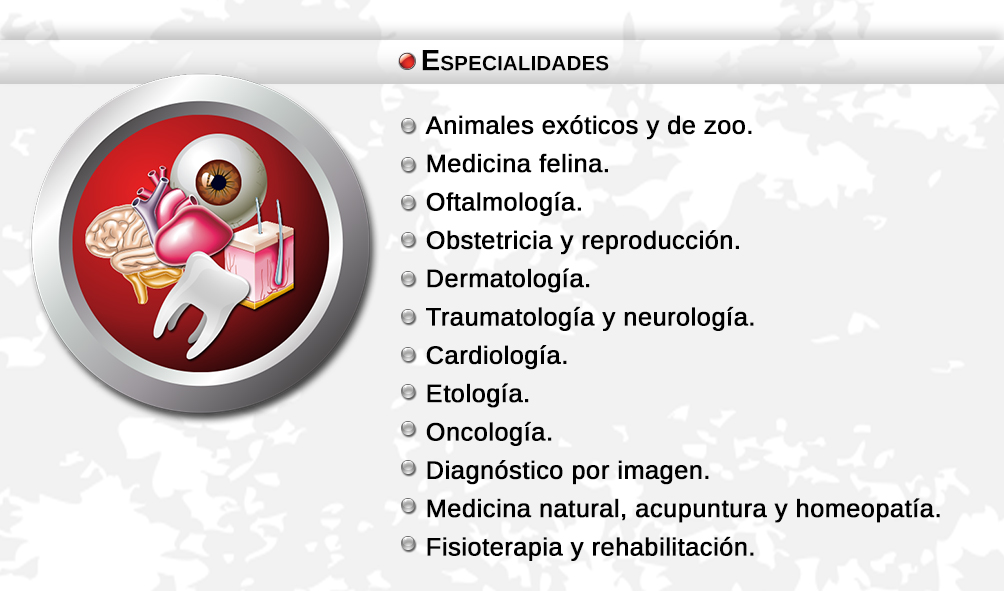 Especialidades
Animales exóticos y de zoo.
Medicina felina.
Oftalmología.
Obstetricia y reproducción.
Dermatología.
Traumatología y neurología.
Cardiología.
Etología.
Oncología.
Diagnóstico por imagen.
Medicina natural, acupuntura y homeopatía.
Fisioterapia y rehabilitación.